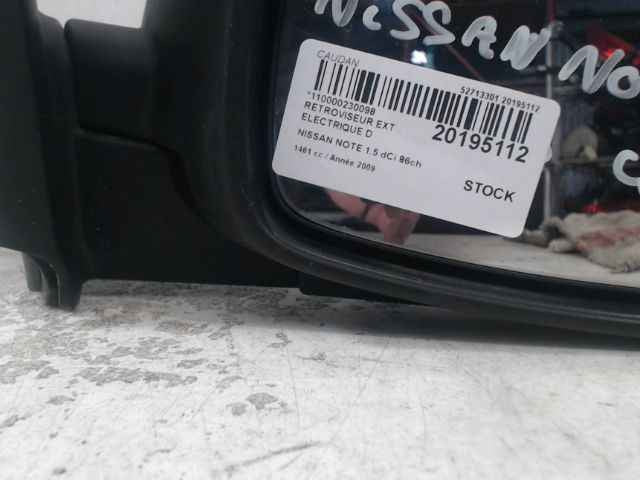 NISSAN NO
CAUDAN
52713301 20195112
*110000230098
RETROVISEUR EXT
ELECTRIQUE D
20195112
NISSAN NOTE 1.5 dCi 86ch
1461 cc / Année 2009
STOCK